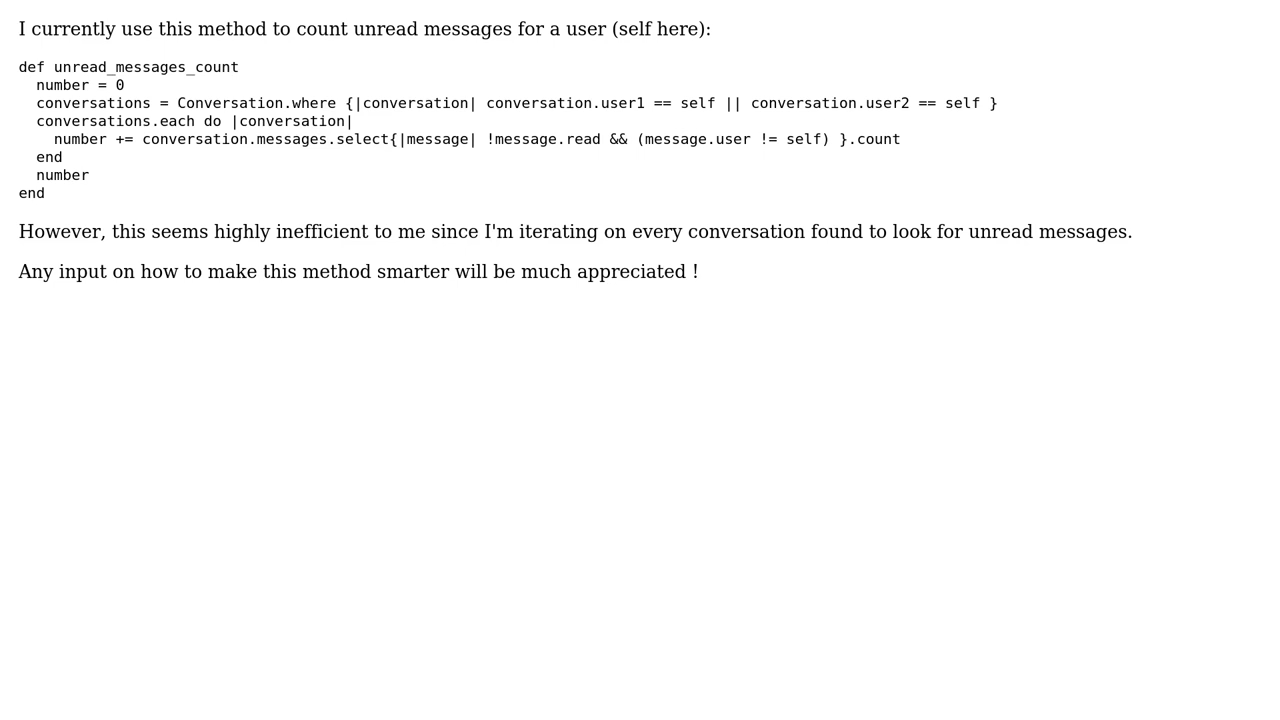 I currently use this method to count unread messages for a user (self here):
def unread_messages_count
  number = 0
  conversations = Conversation.where {|conversation| conversation.user1 == self || conversation.user2 == self }
  conversations.each do |conversation|
    number += conversation.messages.select{|message| !message.read && (message.user != self) }.count
  end
  number
end
However, this seems highly inefficient to me since I'm iterating on every conversation found to look for unread messages.
Any input on how to make this method smarter will be much appreciated !